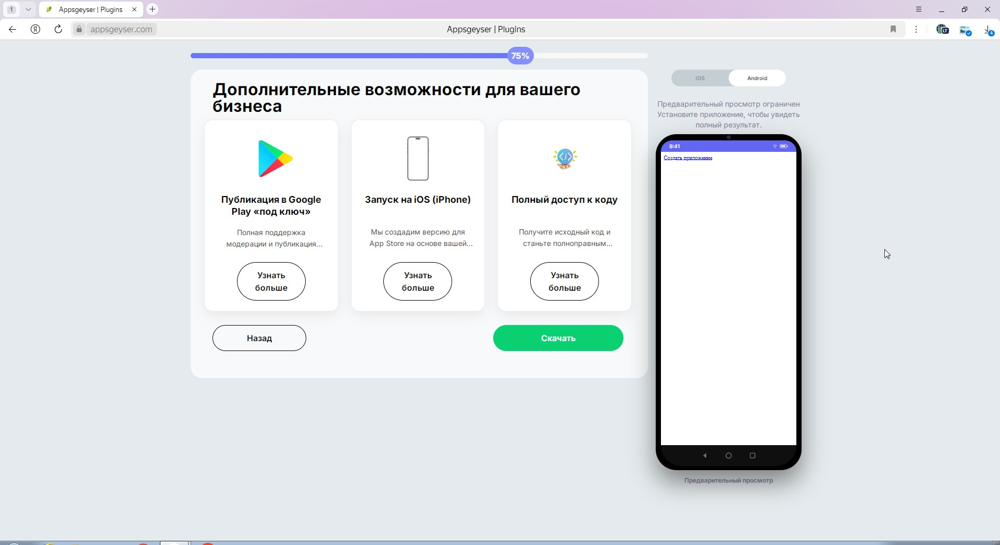 1
Appsgeyser | Plugins
appsgeyser.com
Appsgeyser | Plugins
LT
4
75%
Дополнительные возможности для вашего
бизнеса
Публикация в Google
Play «под ключ»
Полная поддержка
модерации и публикация...
Узнать
больше
Запуск на iOS (iPhone)
Мы создадим версию для
App Store на основе вашей...
Узнать
больше
Полный доступ к коду
Получите исходный код и
станьте полноправным...
Узнать
больше
Назад
Скачать
iOS
Android
Предварительный просмотр ограничен
Установите приложение, чтобы увидеть
полный результат.
9:41
Создать приложение
Предварительный просмотр